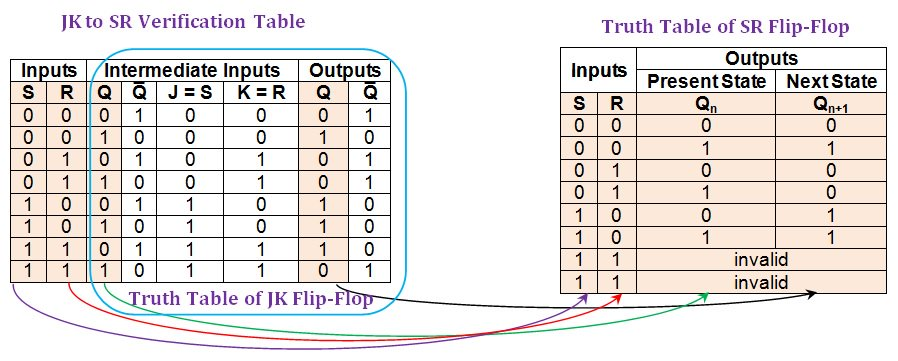 JK to SR Verification Table
Inputs Intermediate Inputs Outputs
S R Q Q̅ J = S K = R Q Q̅
0 0 0 1 0 0 0 1
0 0 1 0 0 0 1 0
0 1 0 1 0 1 0 1
0 1 1 0 0 1 0 1
1 0 0 1 1 0 1 0
1 0 1 0 1 0 1 0
1 1 0 1 1 1 1 0
1 1 1 0 1 1 0 1
Truth Table of JK Flip-Flop
Truth Table of SR Flip-Flop
Inputs Outputs
Present State Next State
S R Qn Qn+1
0 0 0 0
0 0 1 1
0 1 0 0
0 1 1 0
1 0 0 1
1 0 1 1
1 1 invalid
1 1 invalid